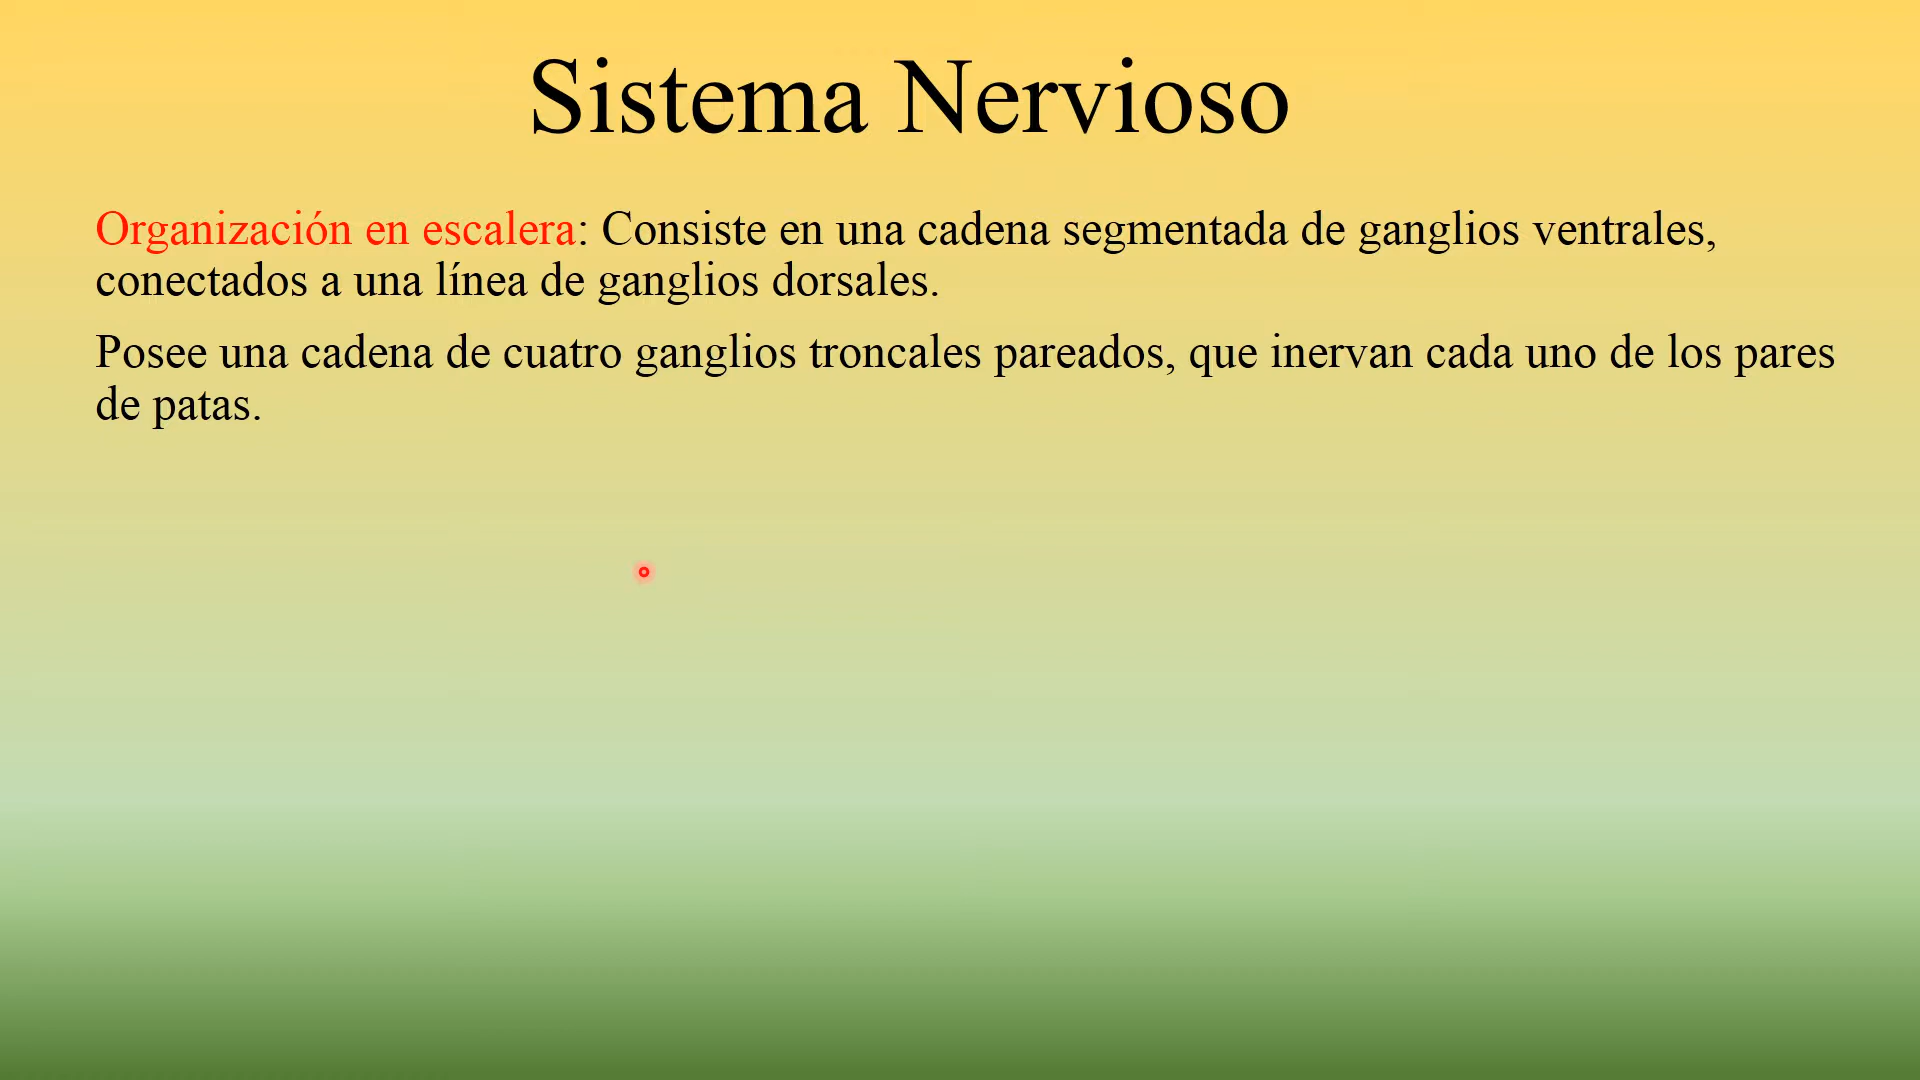 Sistema Nervioso
Organización en escalera: Consiste en una cadena segmentada de ganglios ventrales,
conectados a una línea de ganglios dorsales.
Posee una cadena de cuatro ganglios troncales pareados, que inervan cada uno de los pares
de patas.